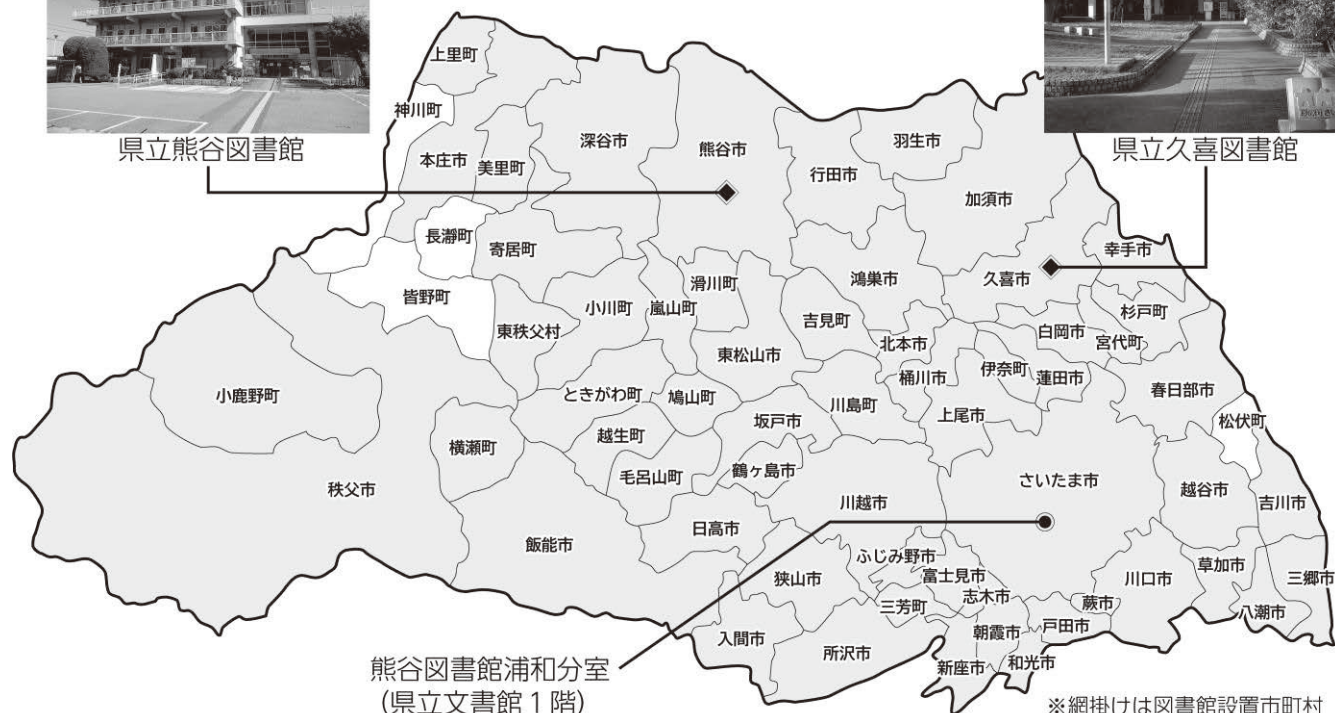 県立熊谷図書館
県立久喜図書館
上里町
神川町
本庄市
美里町
深谷市
熊谷市
行田市
羽生市
加須市
長瀞町
寄居町
皆野町
東秩父村
小川町
嵐山町
滑川町
吉見町
鴻巣市
久喜市
幸手市
杉戸町
白岡市
宮代町
北本市
東松山市
桶川市
伊奈町
蓮田市
春日部市
松伏町
小鹿野町
ときがわ町
鳩山町
川島町
上尾市
坂戸市
横瀬町
越生町
毛呂山町
鶴ヶ島市
秩父市
川越市
さいたま市
越谷市
吉川市
飯能市
日高市
ふじみ野市
富士見市
狭山市
三芳町
志木市
川口市
草加市
三郷市
蕨市
八潮市
入間市
所沢市
朝霞市
戸田市
新座市
和光市
熊谷図書館浦和分室
(県立文書館1階)
※網掛けは図書館設置市町村